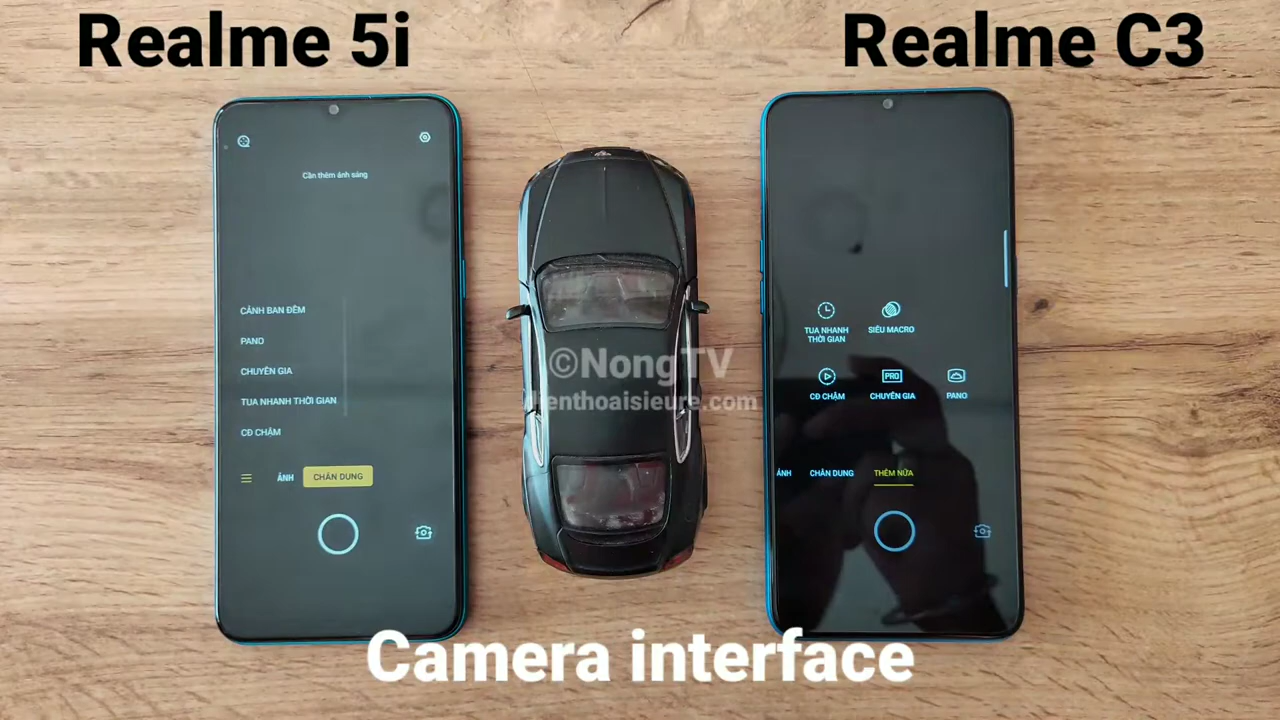 Realme 5i
Realme C3
Cần thêm ánh sáng
CẢNH BAN ĐÊM
PANO
CHUYÊN GIA
TUA NHANH THỜI GIAN
CĐ CHẬM
ẢNH
CHÂN DUNG
©NongTV
dienthoaisieure.com
TUA NHANH
THỜI GIAN
SIÊU MACRO
CĐ CHẬM
PRO
CHUYÊN GIA
PANO
ẢNH
CHÂN DUNG
THÊM NỮA
Camera interface